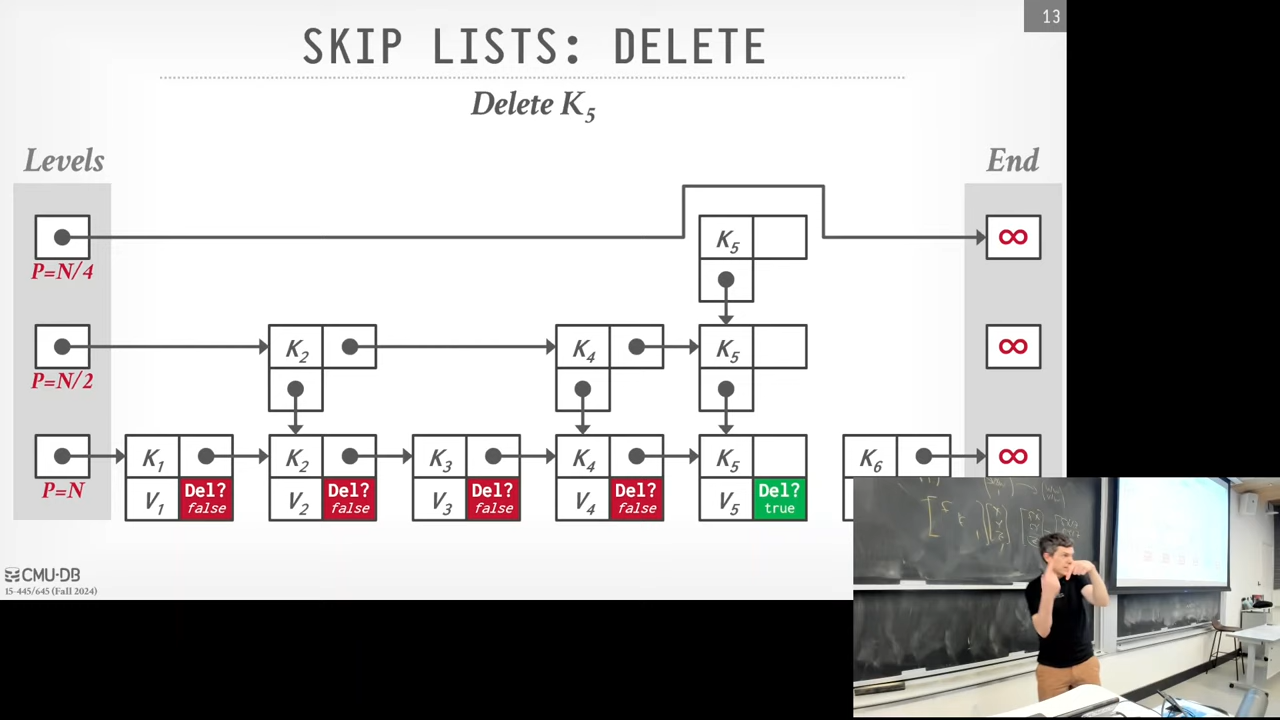 13
SKIP LISTS: DELETE
Delete K5
Levels
End
K5
∞
P=N/4
K2
K4
K5
∞
P=N/2
K1
K2
K3
K4
K5
K6
∞
P=N
V1 Del? false
V2 Del? false
V3 Del? false
V4 Del? false
V5 Del? true
CMU·DB
15-445/645 (Fall 2024)